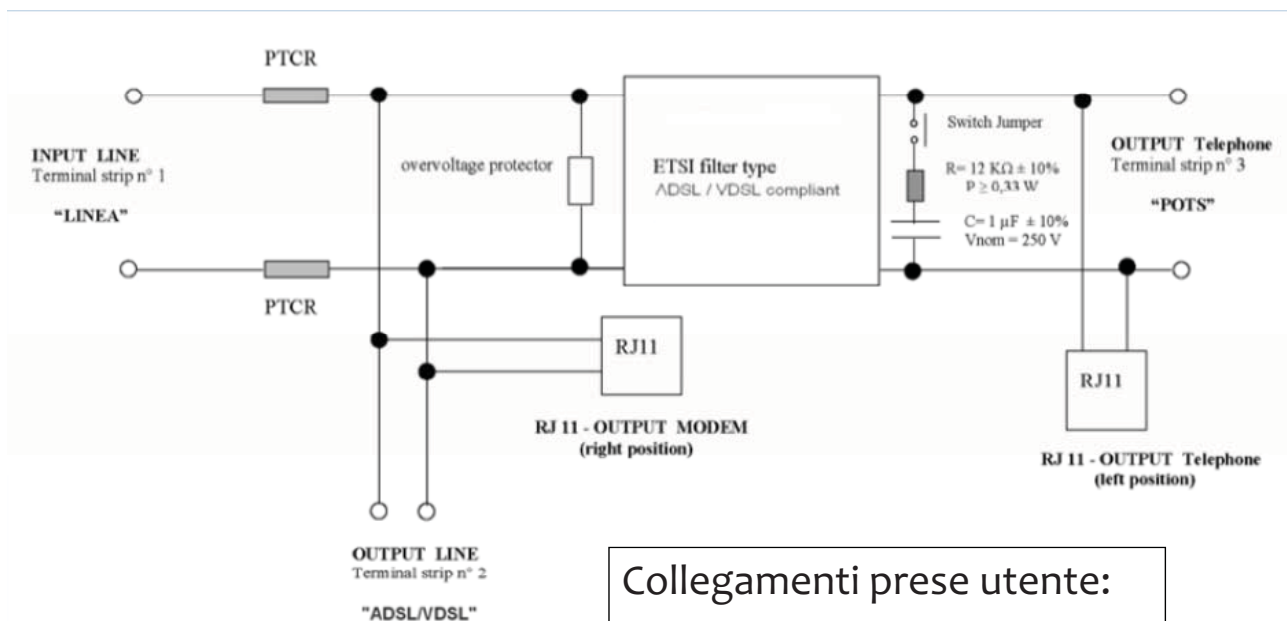 PTCR
INPUT LINE
Terminal strip n° 1
"LINEA"
PTCR
overvoltage protector
ETSI filter type
ADSL / VDSL compliant
Switch Jumper
R= 12 KΩ ± 10%
P ≥ 0,33 W
C= 1 µF ± 10%
Vnom = 250 V
OUTPUT Telephone
Terminal strip n° 3
"POTS"
RJ11
RJ 11 - OUTPUT MODEM
(right position)
RJ11
RJ 11 - OUTPUT Telephone
(left position)
OUTPUT LINE
Terminal strip n° 2
"ADSL/VDSL"
Collegamenti prese utente: